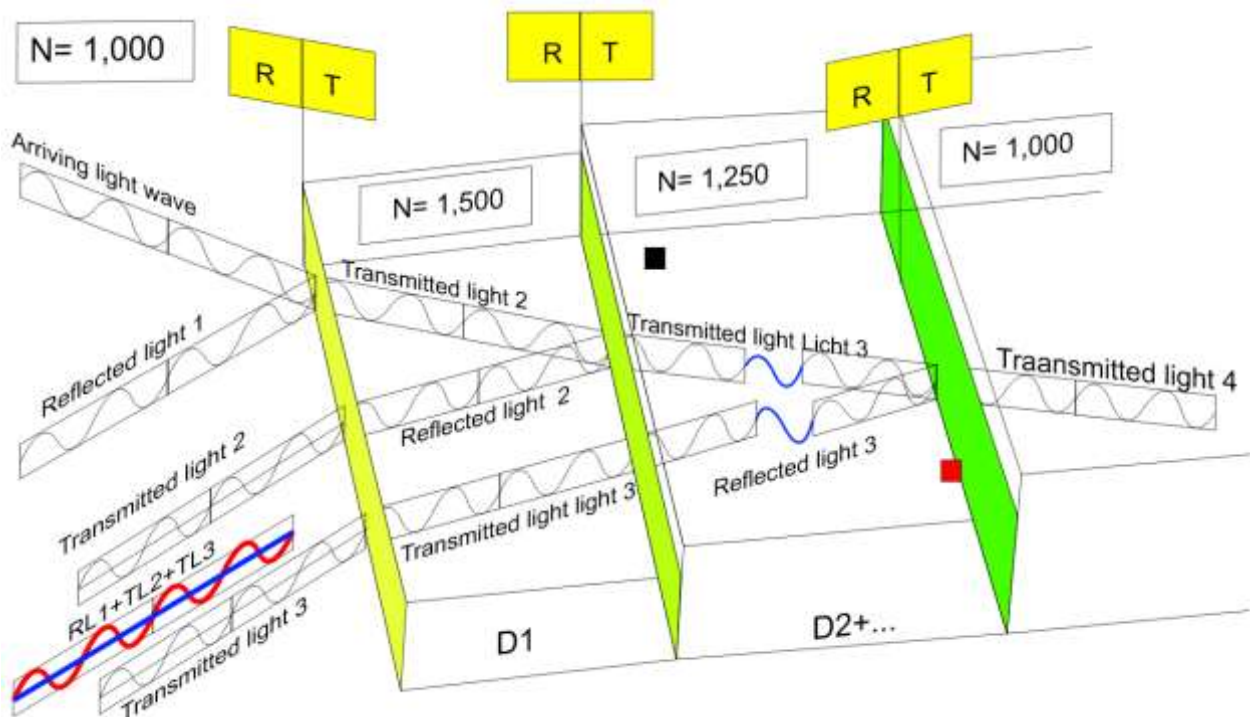 N= 1,000
R T
R T
R T
Arriving light wave
N= 1,500
N= 1,250
N= 1,000
Transmitted light 2
Transmitted light Licht 3
Traansmitted light 4
Reflected light 1
Reflected light  2
Reflected light 3
Transmitted light 2
Transmitted light light 3
RL1+TL2+TL3
Transmitted light 3
D1
D2+...